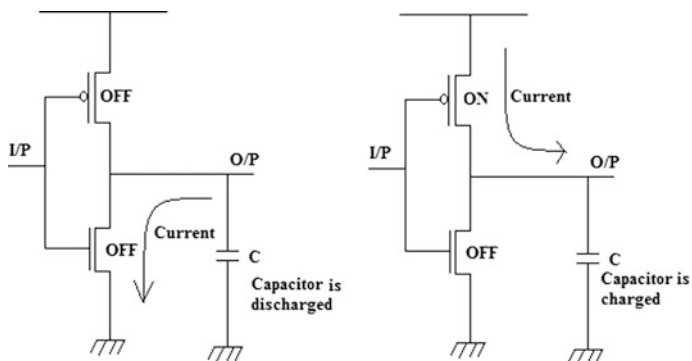 OFF
I/P
O/P
Current
OFF
C
Capacitor is
discharged
ON
Current
I/P
O/P
OFF
C
Capacitor is
charged